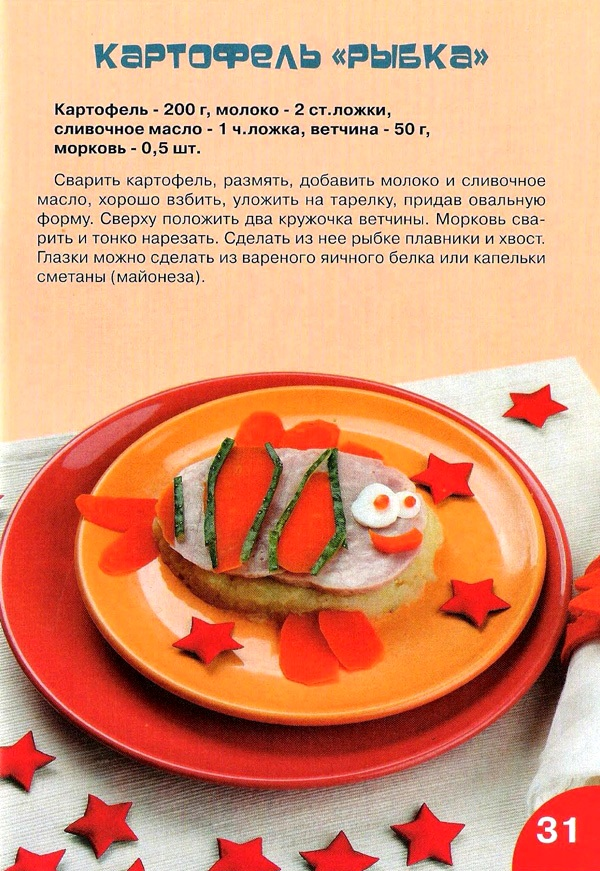 КАРТОФЕЛЬ «РЫБКА»
Картофель - 200 г, молоко - 2 ст.ложки,
сливочное масло - 1 ч.ложка, ветчина - 50 г,
морковь - 0,5 шт.
Сварить картофель, размять, добавить молоко и сливочное
масло, хорошо взбить, уложить на тарелку, придав овальную
форму. Сверху положить два кружочка ветчины. Морковь сва-
рить и тонко нарезать. Сделать из нее рыбке плавники и хвост.
Глазки можно сделать из вареного яичного белка или капельки
сметаны (майонеза).
31